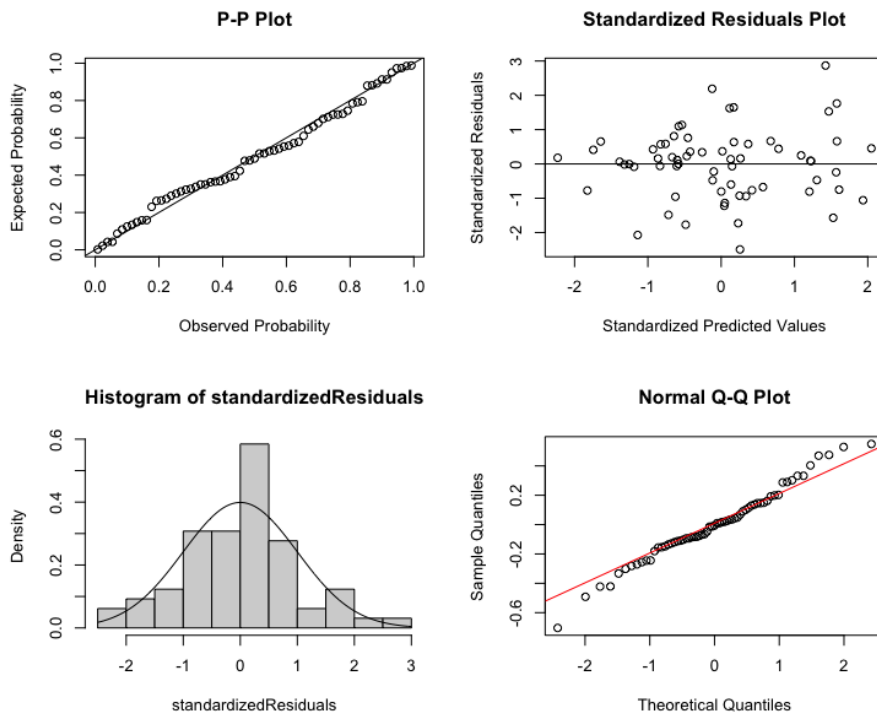 P-P Plot
Expected Probability
0.0 0.2 0.4 0.6 0.8 1.0
0.0 0.2 0.4 0.6 0.8 1.0
Observed Probability
Standardized Residuals Plot
Standardized Residuals
-2 -1 0 1 2 3
-2 -1 0 1 2
Standardized Predicted Values
Histogram of standardizedResiduals
Density
0.0 0.2 0.4 0.6
-2 -1 0 1 2 3
standardizedResiduals
Normal Q-Q Plot
Sample Quantiles
-0.6 -0.2 0.2
-2 -1 0 1 2
Theoretical Quantiles